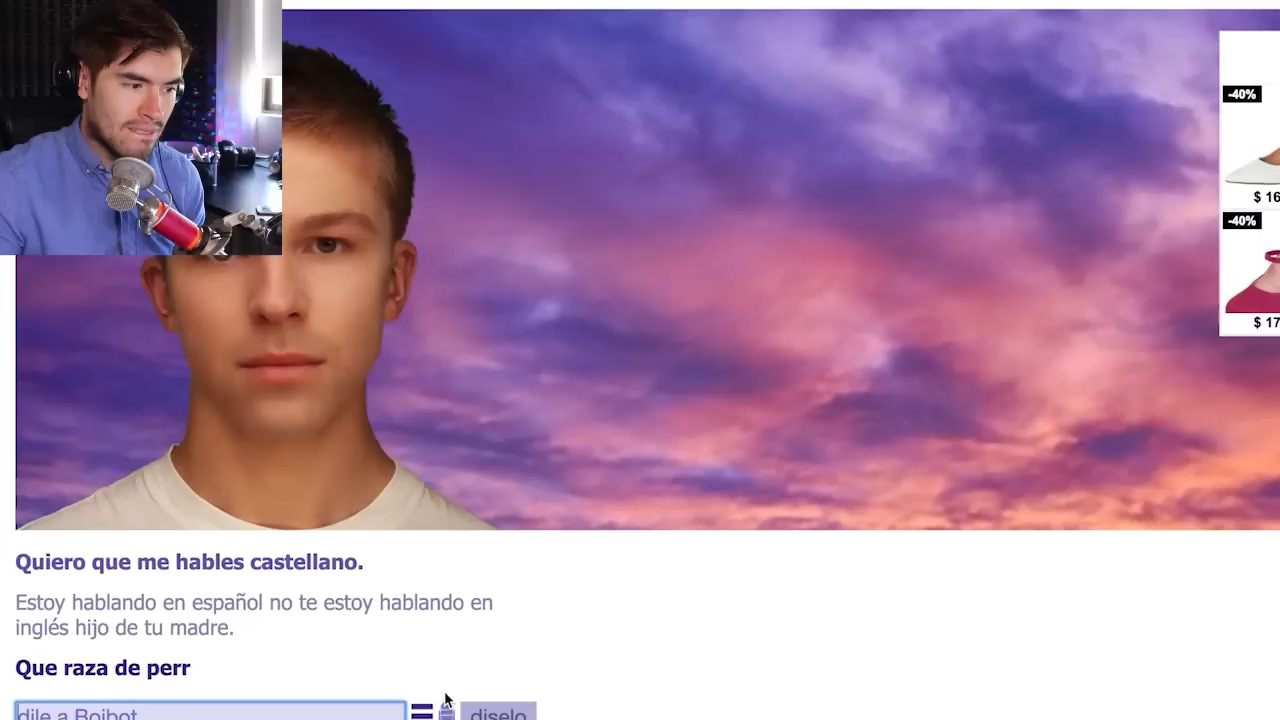 -40%
$ 16
-40%
$ 17
Quiero que me hables castellano.
Estoy hablando en español no te estoy hablando en
inglés hijo de tu madre.
Que raza de perr
dile a Boibot
diselo